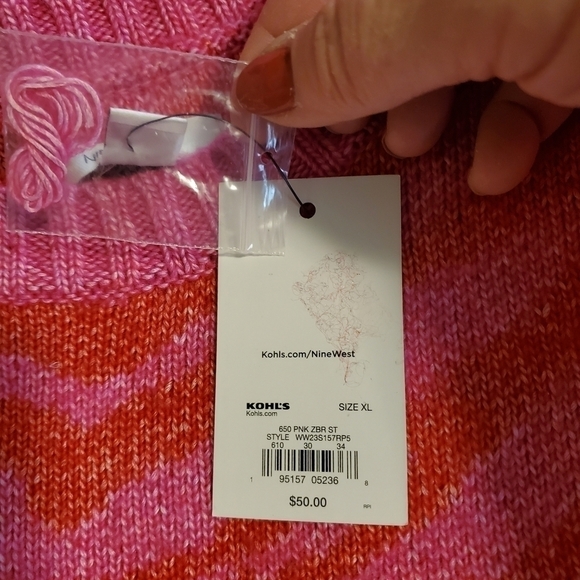 Kohls.com/NineWest
KOHL'S SIZE XL
Kohls.com
650 PNK ZBR ST
STYLE WW23S157RP5
610 30 34
1 95157 05236 8
$50.00
RPI